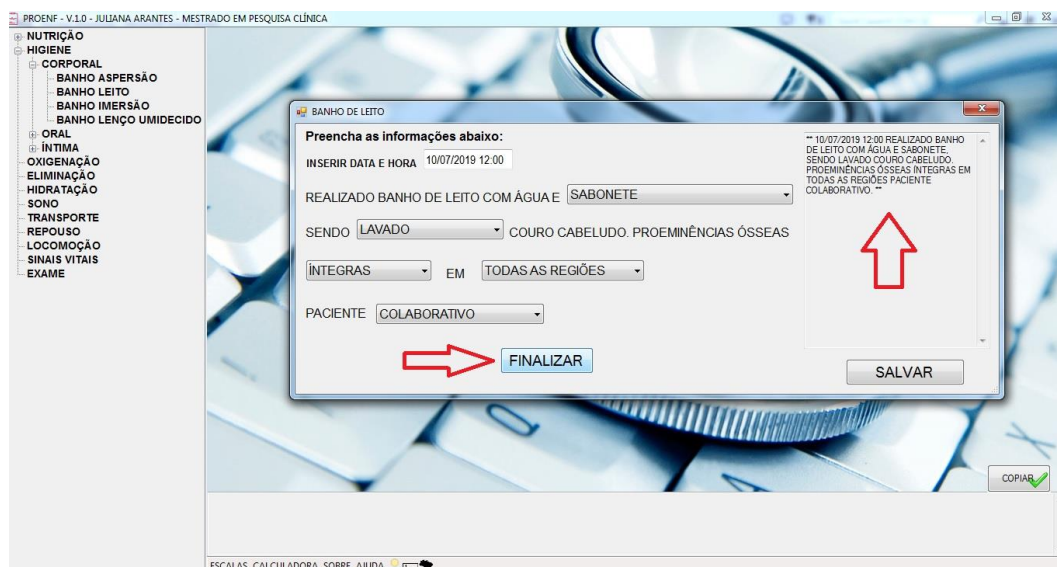 PROENF - V.1.0 - JULIANA ARANTES - MESTRADO EM PESQUISA CLÍNICA
NUTRIÇÃO
HIGIENE
CORPORAL
BANHO ASPERSÃO
BANHO LEITO
BANHO IMERSÃO
BANHO LENÇO UMIDECIDO
ORAL
ÍNTIMA
OXIGENAÇÃO
ELIMINAÇÃO
HIDRATAÇÃO
SONO
TRANSPORTE
REPOUSO
LOCOMOÇÃO
SINAIS VITAIS
EXAME
BANHO DE LEITO
Preencha as informações abaixo:
INSERIR DATA E HORA 10/07/2019 12:00
REALIZADO BANHO DE LEITO COM ÁGUA E SABONETE
SENDO LAVADO COURO CABELUDO. PROEMINÊNCIAS ÓSSEAS
ÍNTEGRAS EM TODAS AS REGIÕES
PACIENTE COLABORATIVO
FINALIZAR
** 10/07/2019 12:00 REALIZADO BANHO
DE LEITO COM ÁGUA E SABONETE,
SENDO LAVADO COURO CABELUDO.
PROEMINÊNCIAS ÓSSEAS ÍNTEGRAS EM
TODAS AS REGIÕES PACIENTE
COLABORATIVO. **
SALVAR
COPIAR
ESCALAS CALCULADORA SOBRE AJUDA